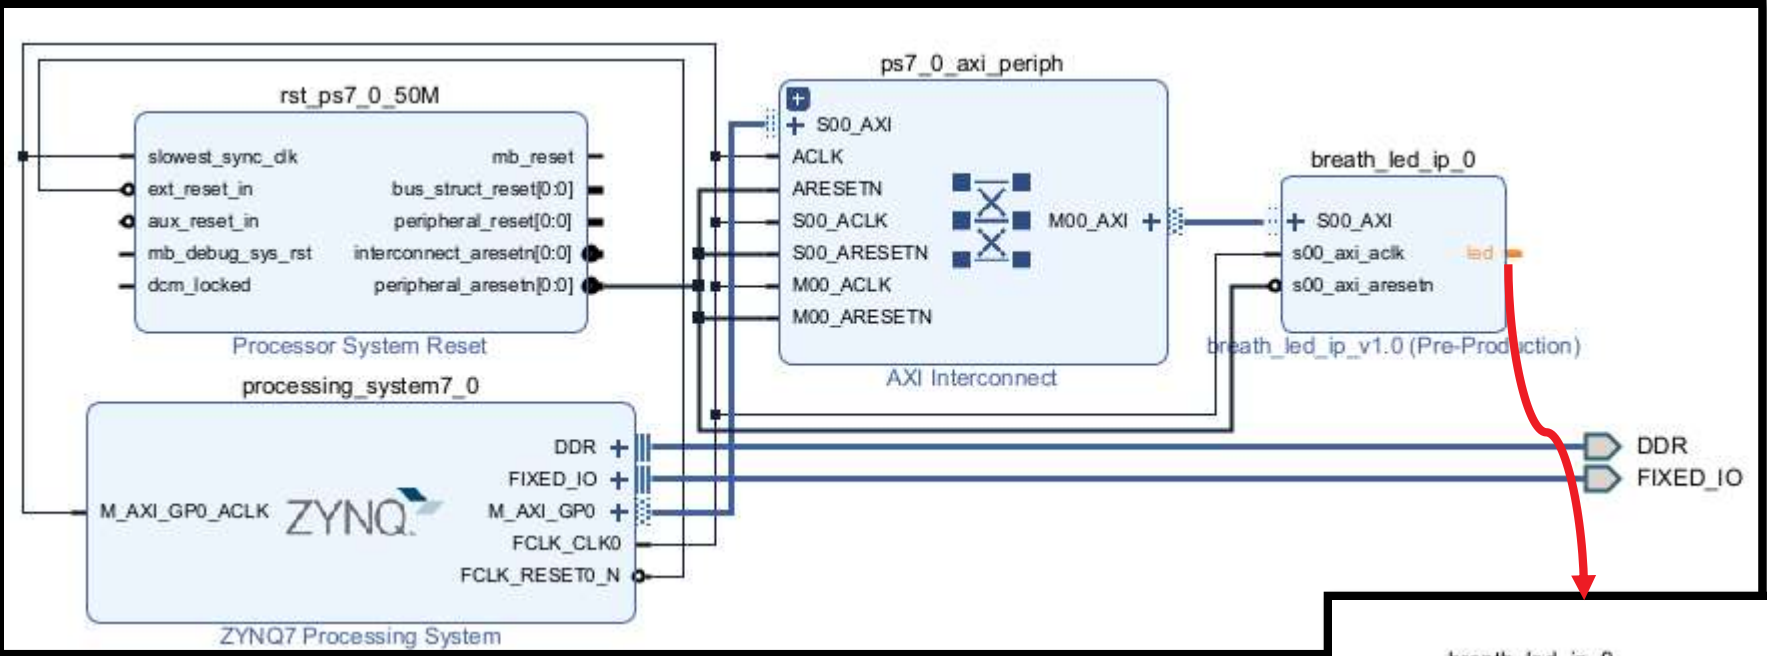 rst_ps7_0_50M
slowest_sync_clk
ext_reset_in
aux_reset_in
mb_debug_sys_rst
dcm_locked
mb_reset
bus_struct_reset[0:0]
peripheral_reset[0:0]
interconnect_aresetn[0:0]
peripheral_aresetn[0:0]
Processor System Reset
ps7_0_axi_periph
S00_AXI
ACLK
ARESETN
S00_ACLK
S00_ARESETN
M00_ACLK
M00_ARESETN
M00_AXI
AXI Interconnect
breath_led_ip_0
S00_AXI
s00_axi_aclk
s00_axi_aresetn
led
breath_led_ip_v1.0 (Pre-Production)
processing_system7_0
M_AXI_GP0_ACLK
ZYNQ
DDR
FIXED_IO
M_AXI_GP0
FCLK_CLK0
FCLK_RESET0_N
ZYNQ7 Processing System
DDR
FIXED_IO